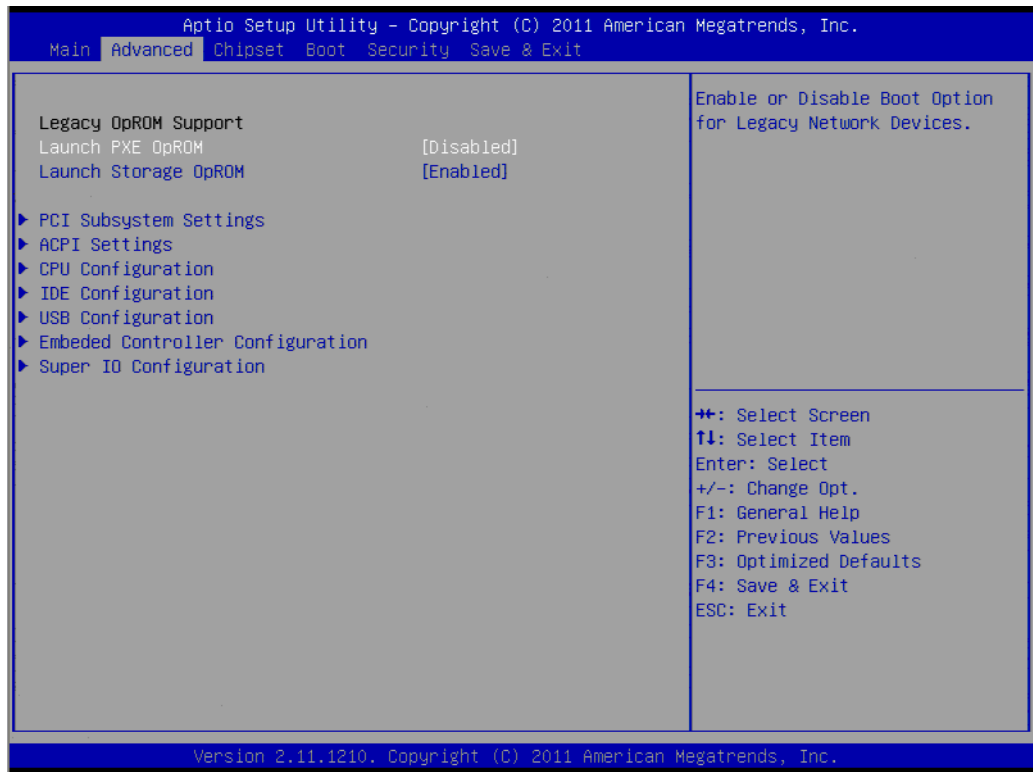 Aptio Setup Utility – Copyright (C) 2011 American Megatrends, Inc.
Main Advanced Chipset Boot Security Save & Exit
Legacy OpROM Support
Launch PXE OpROM [Disabled]
Launch Storage OpROM [Enabled]
PCI Subsystem Settings
ACPI Settings
CPU Configuration
IDE Configuration
USB Configuration
Embeded Controller Configuration
Super IO Configuration
Enable or Disable Boot Option
for Legacy Network Devices.
→←: Select Screen
↑↓: Select Item
Enter: Select
+/-: Change Opt.
F1: General Help
F2: Previous Values
F3: Optimized Defaults
F4: Save & Exit
ESC: Exit
Version 2.11.1210. Copyright (C) 2011 American Megatrends, Inc.